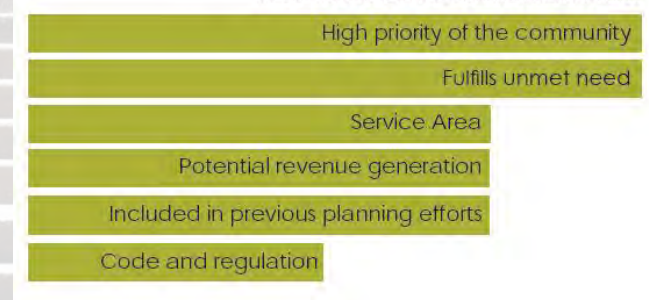 High priority of the community
Fulfills unmet need
Service Area
Potential revenue generation
Included in previous planning efforts
Code and regulation